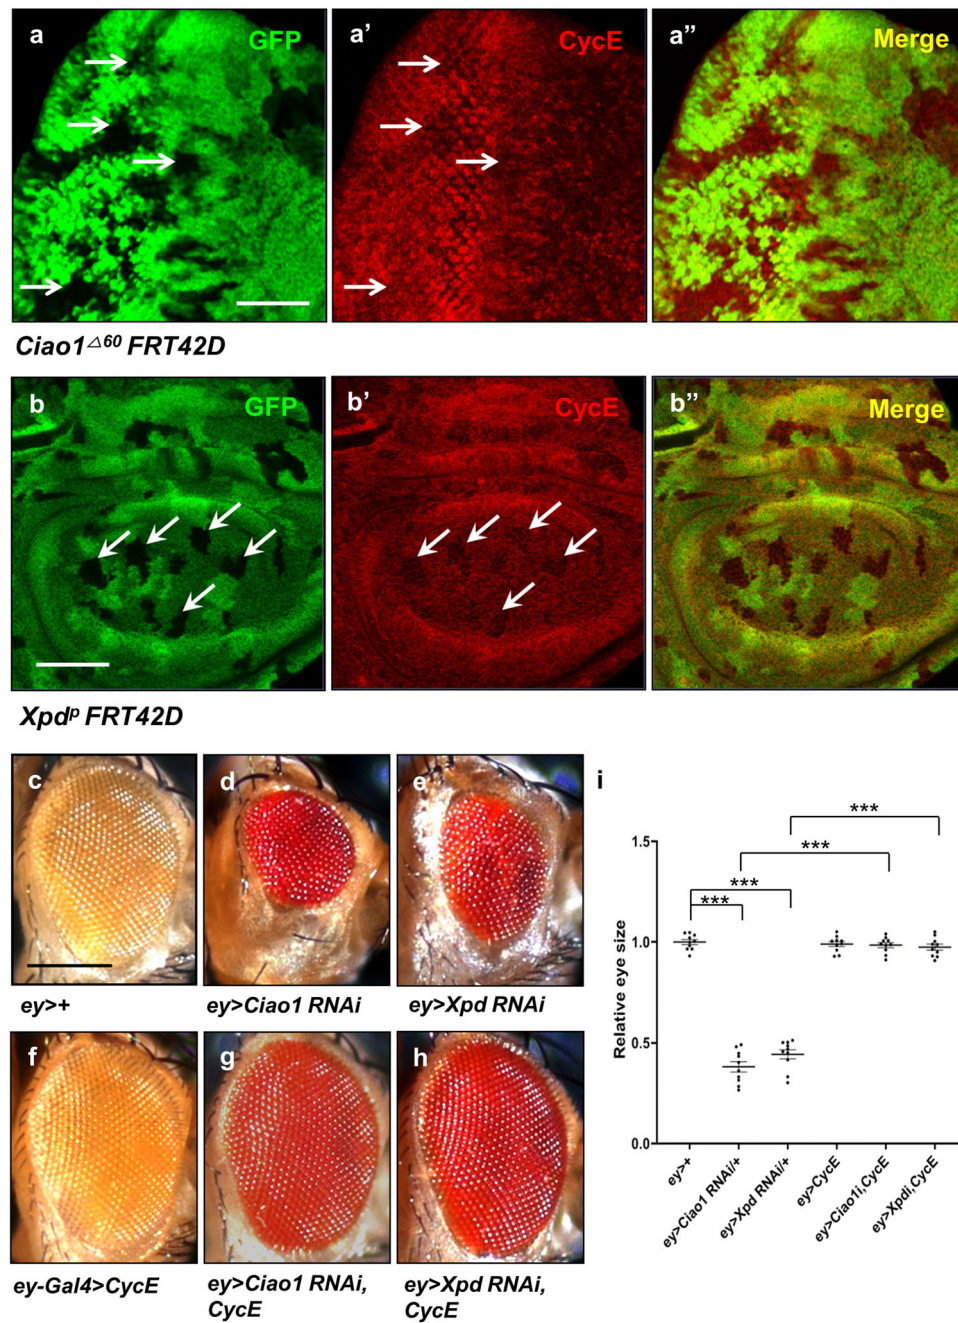 a GFP a' CycE a'' Merge
Ciao1△60 FRT42D
b GFP b' CycE b'' Merge
Xpdp FRT42D
c d e i
ey>+ ey>Ciao1 RNAi ey>Xpd RNAi
f g h
ey-Gal4>CycE ey>Ciao1 RNAi, ey>Xpd RNAi,
CycE CycE
***
***
***
***
1.5
1.0
0.5
0.0
Relative eye size
ey>+
ey>Ciao1 RNAi/+
ey>Xpd RNAi/+
ey>CycE
ey>Ciao1i,CycE
ey>Xpdi,CycE